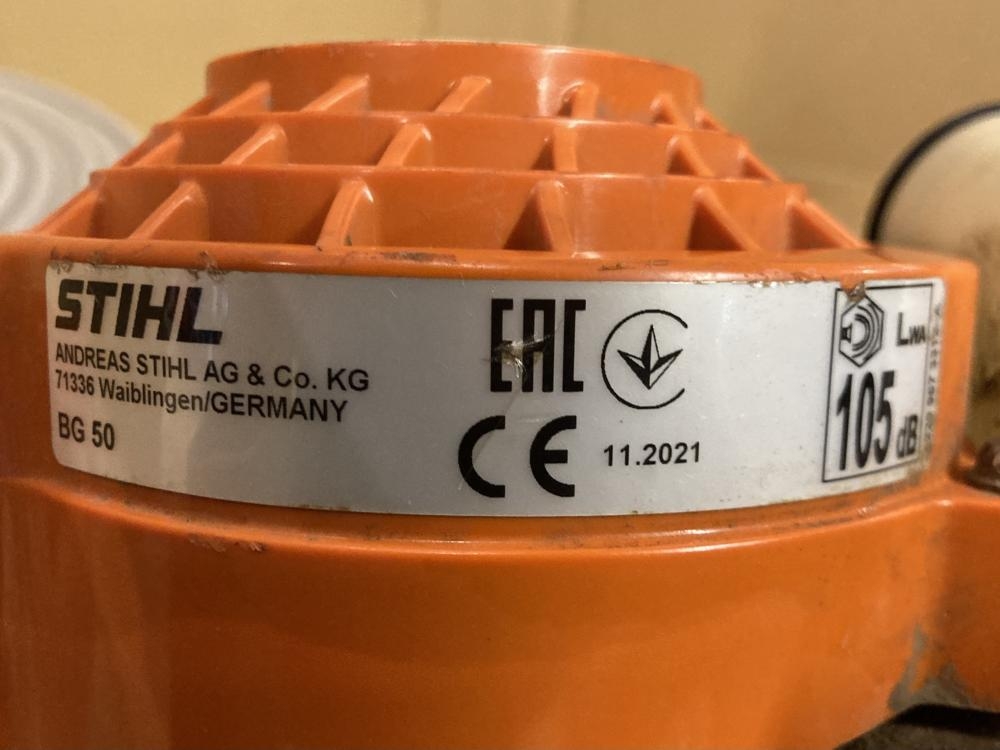 STIHL
ANDREAS STIHL AG & Co. KG
71336 Waiblingen/GERMANY
BG 50
EAC
CE
11.2021
LWA
105 dB